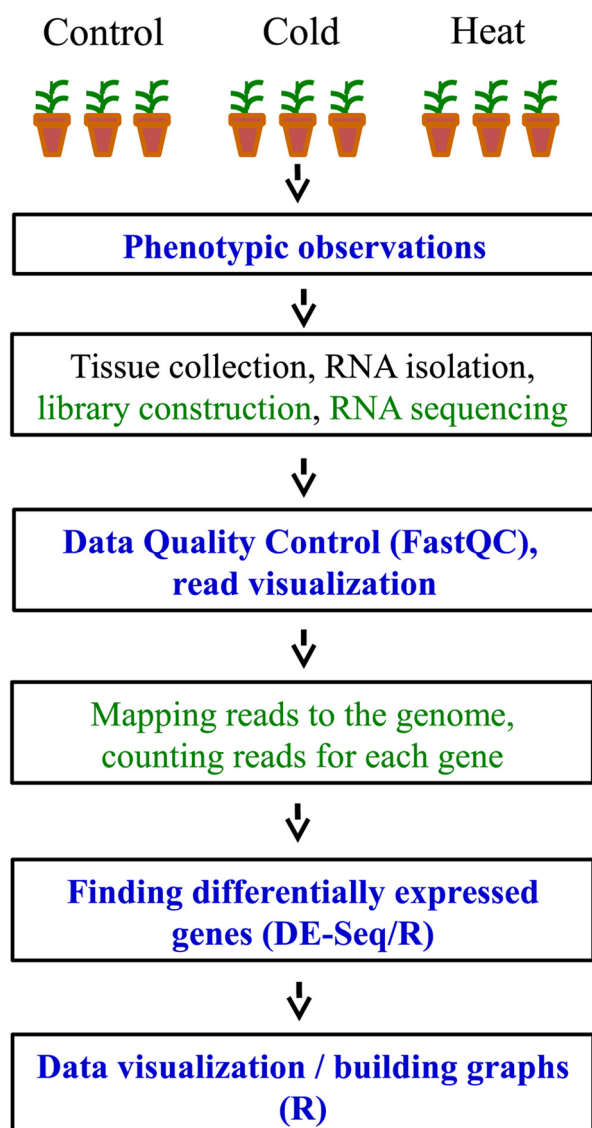 Control Cold Heat
Phenotypic observations
Tissue collection, RNA isolation,
library construction, RNA sequencing
Data Quality Control (FastQC),
read visualization
Mapping reads to the genome,
counting reads for each gene
Finding differentially expressed
genes (DE-Seq/R)
Data visualization / building graphs
(R)